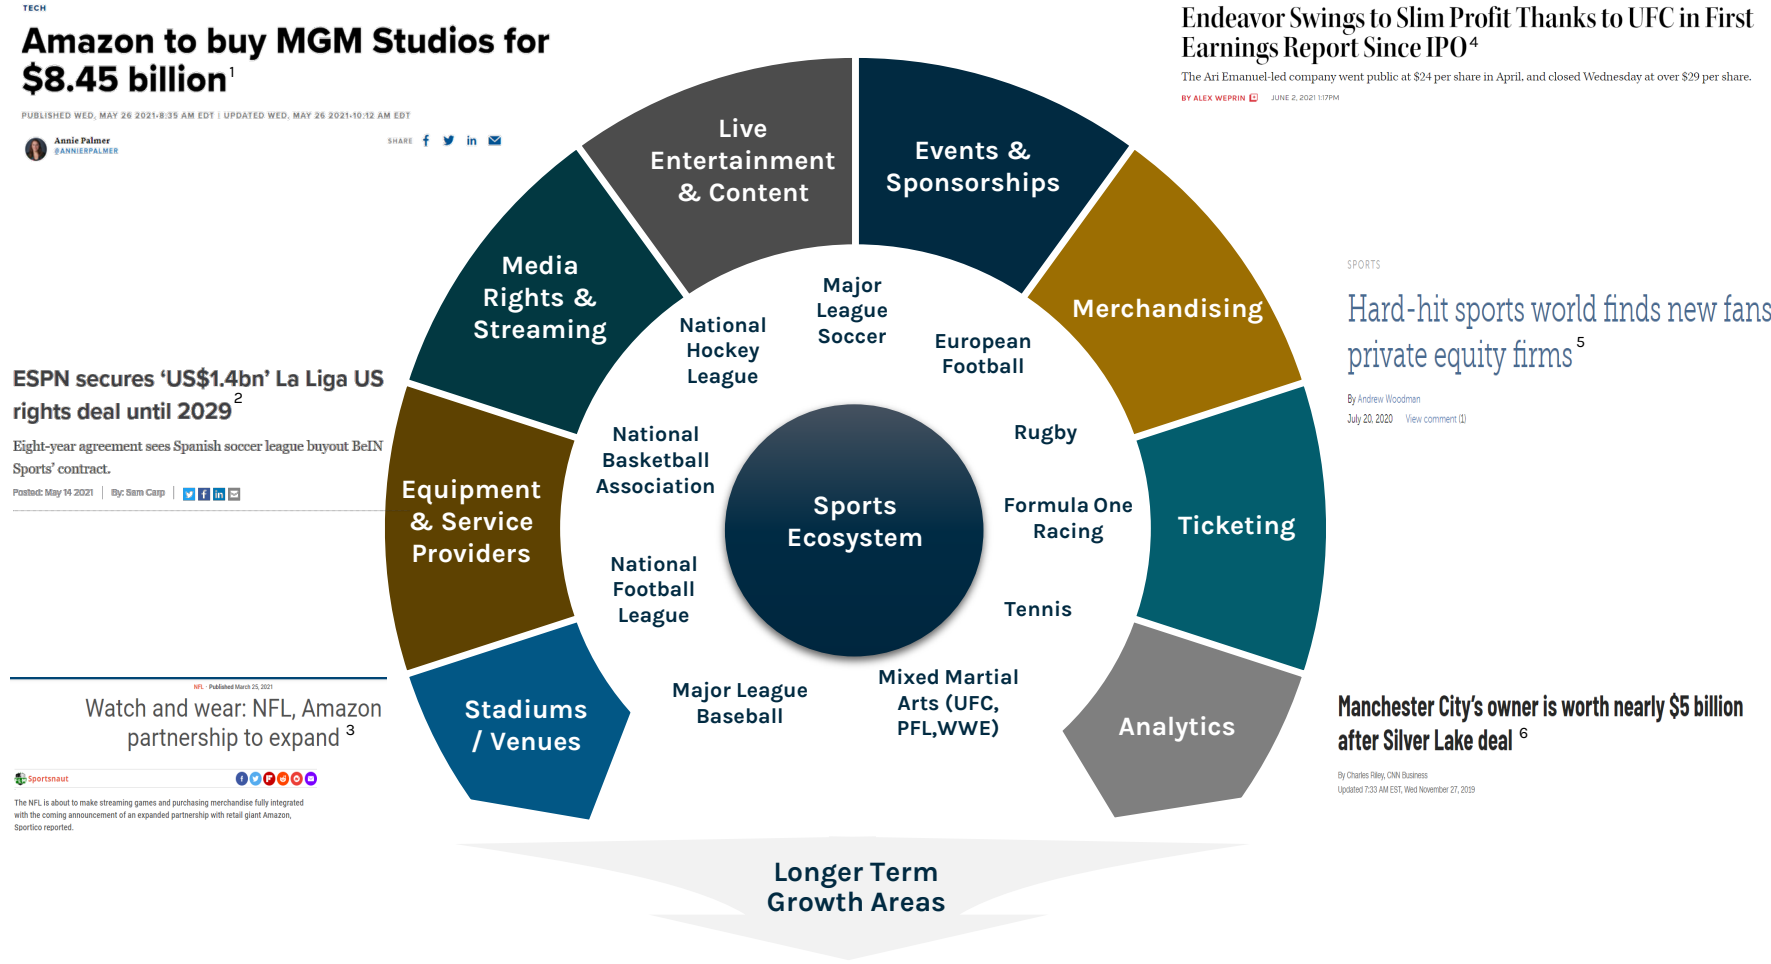 TECH
Amazon to buy MGM Studios for
$8.45 billion 1
PUBLISHED WED, MAY 26 2021•8:35 AM EDT | UPDATED WED, MAY 26 2021•10:12 AM EDT
Annie Palmer
@ANNIERPALMER
SHARE
Endeavor Swings to Slim Profit Thanks to UFC in First
Earnings Report Since IPO 4
The Ari Emanuel-led company went public at $24 per share in April, and closed Wednesday at over $29 per share.
BY ALEX WEPRIN
JUNE 2, 2021 1:17PM
Live
Entertainment
& Content
Events &
Sponsorships
Media
Rights &
Streaming
Merchandising
SPORTS
Hard-hit sports world finds new fans
private equity firms 5
By Andrew Woodman
July 20, 2020 View comment (1)
ESPN secures ‘US$1.4bn’ La Liga US
rights deal until 2029 2
Eight-year agreement sees Spanish soccer league buyout BeIN
Sports’ contract.
Posted: May 14 2021 | By: Sam Carp |
Equipment
& Service
Providers
Ticketing
Stadiums
/ Venues
Analytics
National
Hockey
League
Major
League
Soccer
European
Football
National
Basketball
Association
Rugby
Sports
Ecosystem
Formula One
Racing
National
Football
League
Tennis
Major League
Baseball
Mixed Martial
Arts (UFC,
PFL,WWE)
NFL · Published March 25, 2021
Watch and wear: NFL, Amazon
partnership to expand 3
Sportsnaut
The NFL is about to make streaming games and purchasing merchandise fully integrated
with the coming announcement of an expanded partnership with retail giant Amazon,
Sportico reported.
Manchester City's owner is worth nearly $5 billion
after Silver Lake deal 6
By Charles Riley, CNN Business
Updated 7:33 AM EST, Wed November 27, 2019
Longer Term
Growth Areas